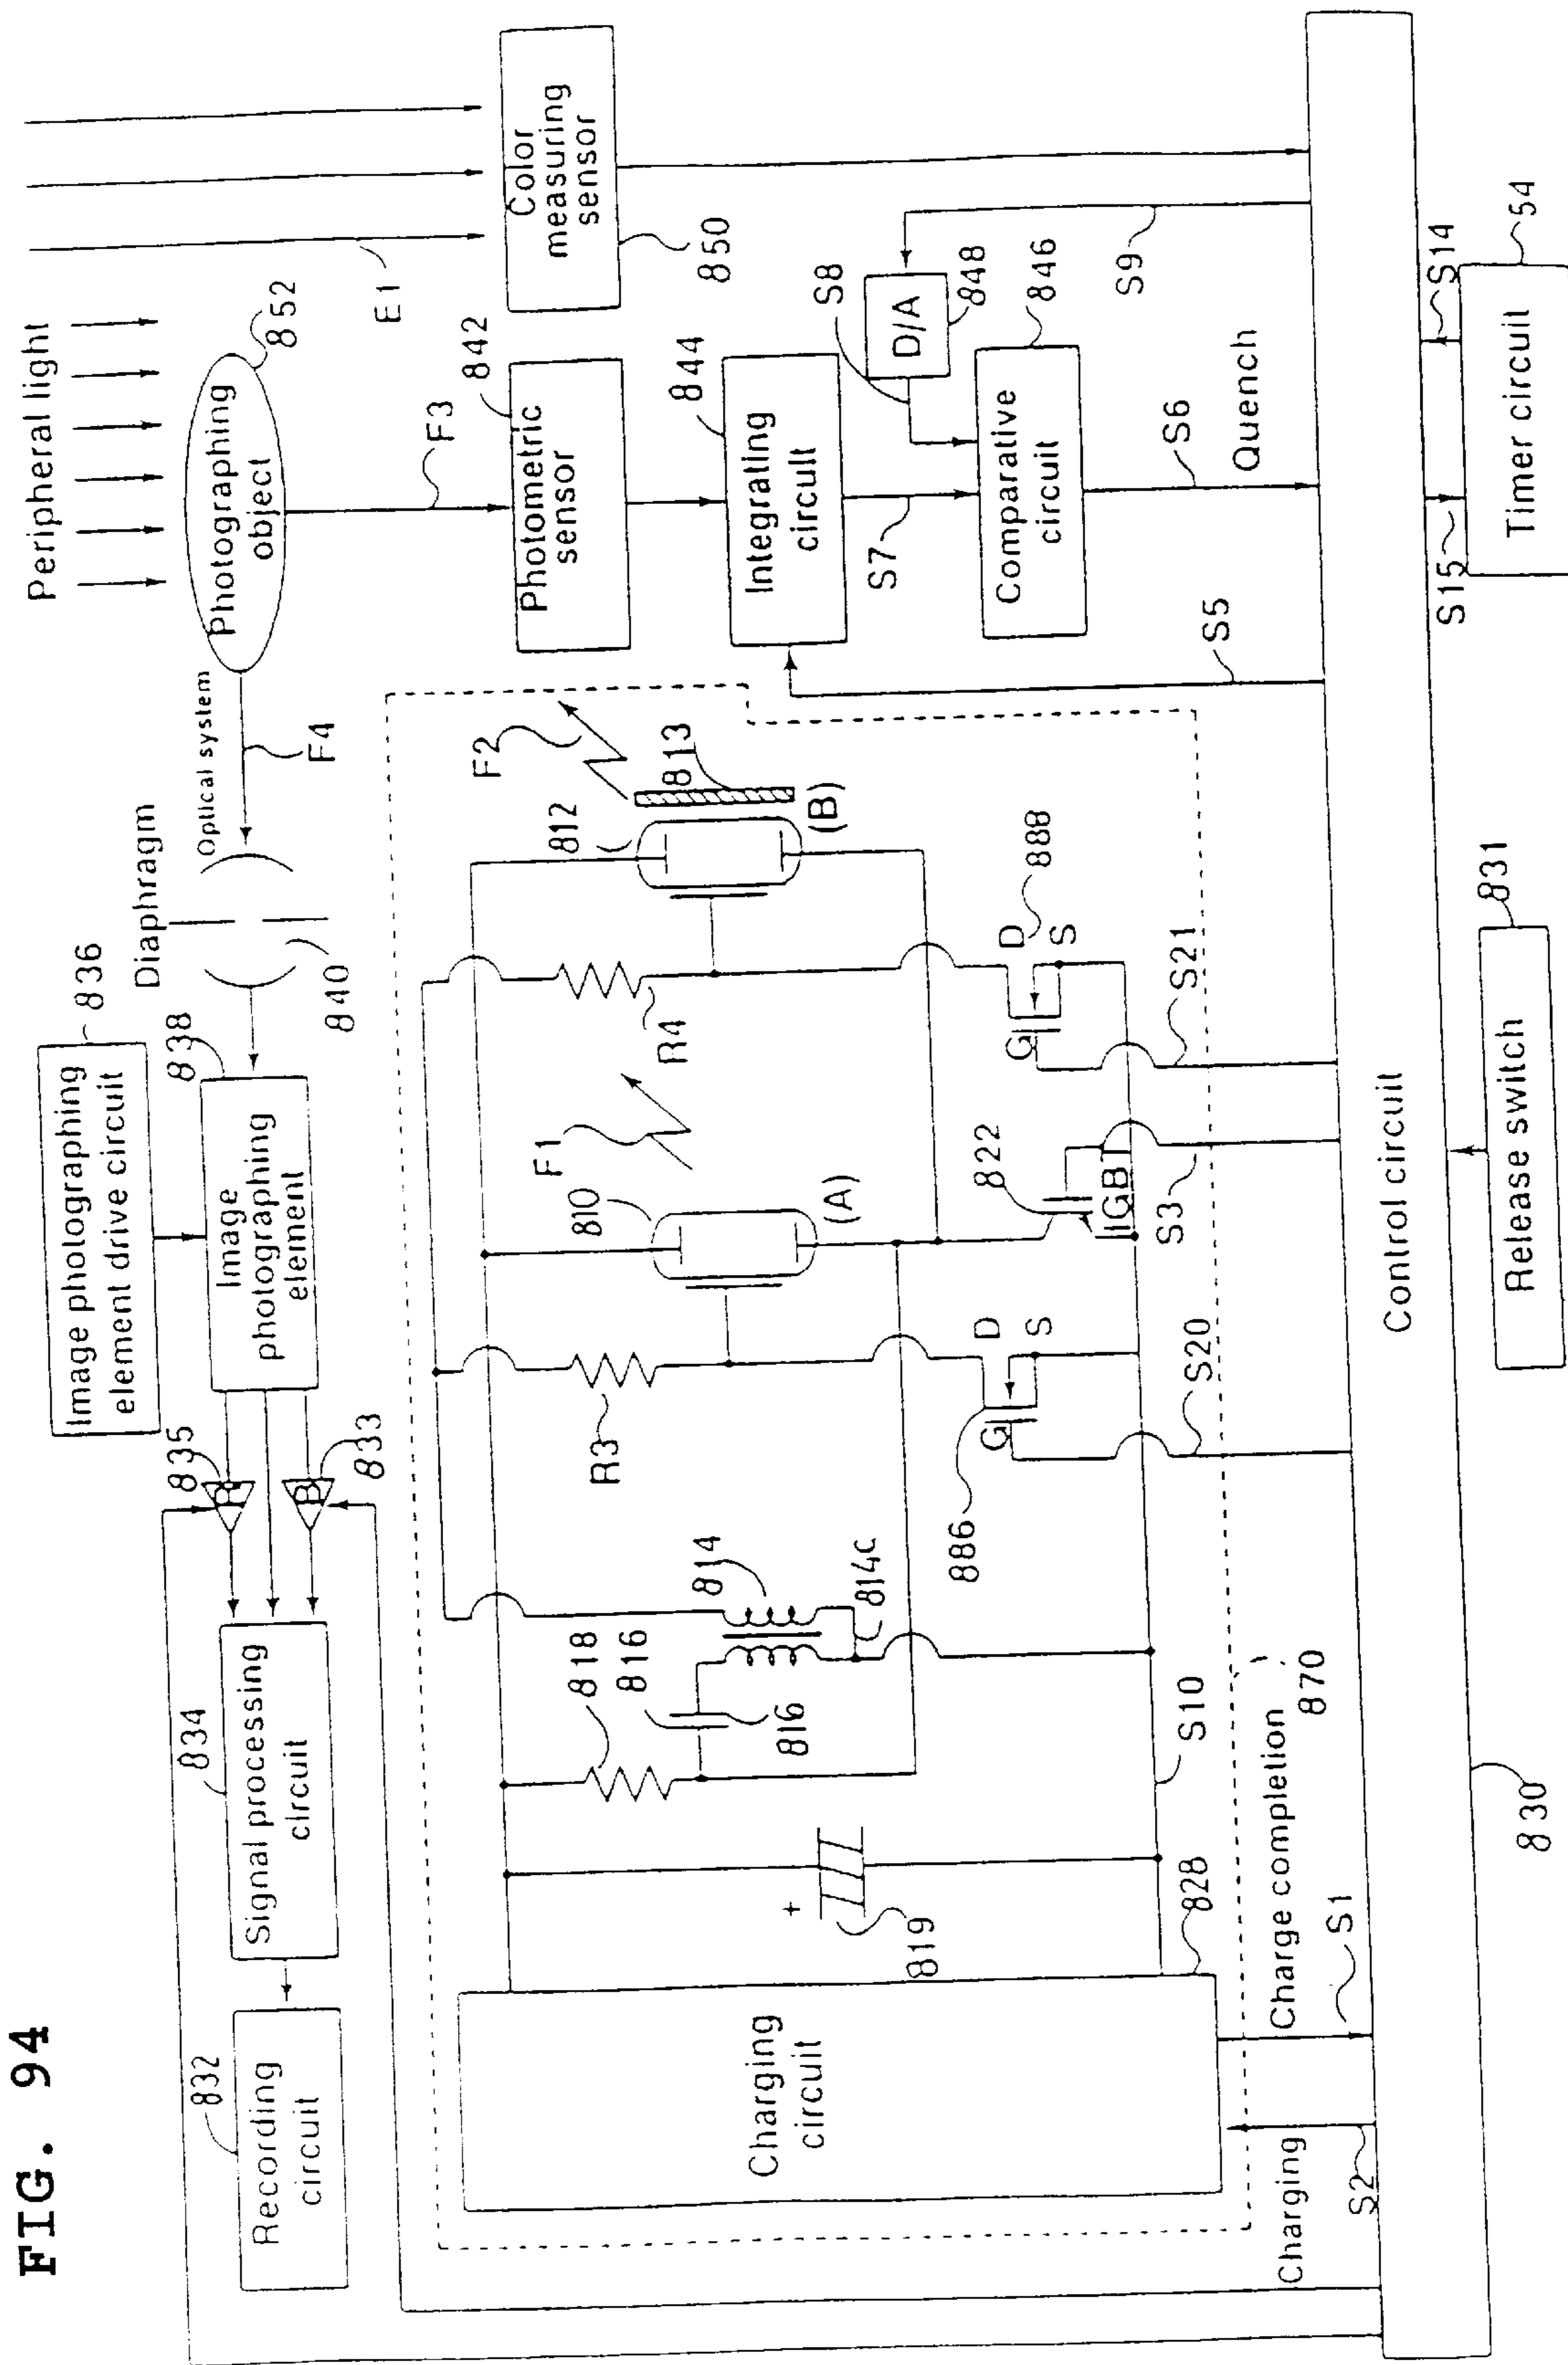 FIG. 94
Peripheral light
Image photographing
element drive circuit
836
Diaphragm
Optical system
Photographing
object
852
E1
832
Recording
circuit
834
Signal processing
circuit
835
R
B
833
838
Image
photographing
element
840
F4
F3
842
Photometric
sensor
Color
measuring
sensor
850
844
Integrating
circuit
S7
S8
D/A
848
Comparative
circuit
846
S9
S6
Quench
S5
Charging
circuit
828
+
819
818
816
816
814
814C
R3
810
(A)
F1
R4
812
(B)
813
F2
886
G
D
S
822
IGBT
888
G
D
S
S10
S20
S3
S21
870
Charging
S2
Charge completion
S1
Control circuit
830
Release switch
831
S15
S14
Timer circuit
54